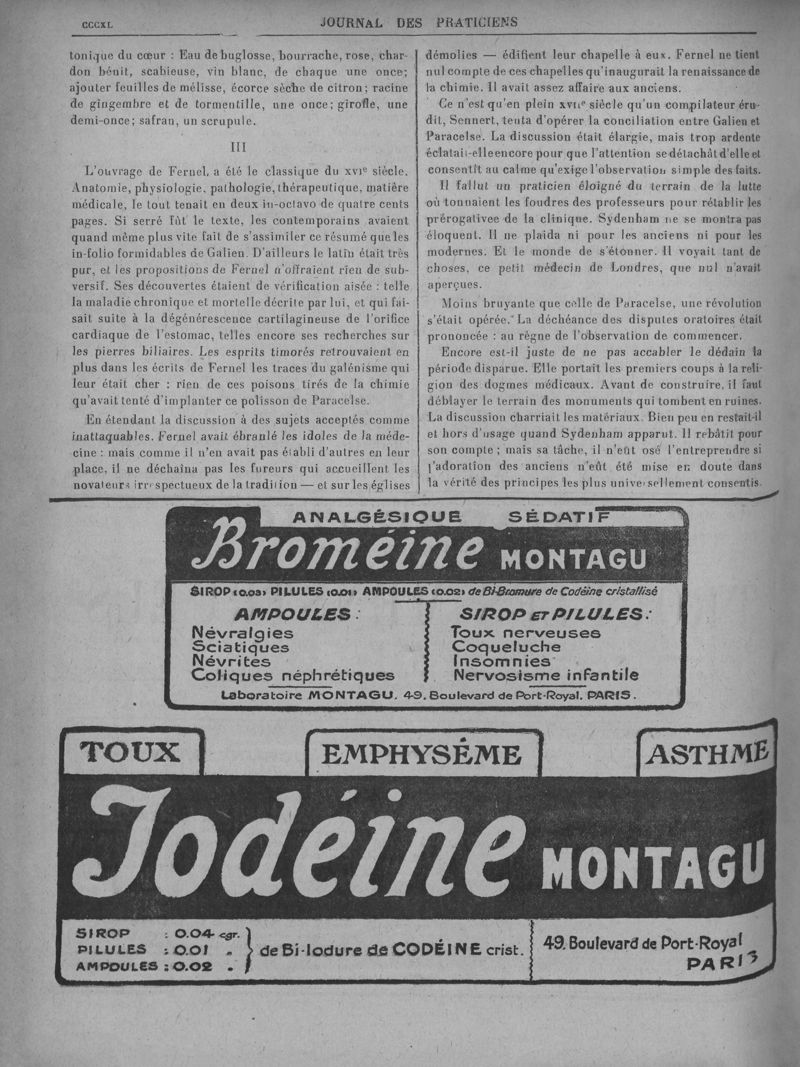 CCCXL
JOURNAL DES PRATICIENS
tonique du cœur : Eau de buglosse, bourrache, rose, char-
don bénit, scabieuse, vin blanc, de chaque une once;
ajouter feuilles de mélisse, écorce sèche de citron; racine
de gingembre et de tormentille, une once; girofle, une
demi-once; safran, un scrupule.
III
L'ouvrage de Fernel, a été le classique du XVIe siècle.
Anatomie, physiologie, pathologie, thérapeutique, matière
médicale, le tout tenait en deux in-octavo de quatre cents
pages. Si serré fût le texte, les contemporains avaient
quand même plus vite fait de s'assimiler ce résumé que les
in-folio formidables de Galien. D'ailleurs le latin était très
pur, et les propositions de Fernel n'offraient rien de sub-
versif. Ses découvertes étaient de vérification aisée : telle
la maladie chronique et mortelle décrite par lui, et qui fai-
sait suite à la dégénérescence cartilagineuse de l'orifice
cardiaque de l'estomac, telles encore ses recherches sur
les pierres biliaires. Les esprits timorés retrouvaient en
plus dans les écrits de Fernel les traces du galénisme qui
leur était cher : rien de ces poisons tirés de la chimie
qu'avait tenté d'implanter ce polisson de Paracelse.
En étendant la discussion à des sujets acceptés comme
inattaquables. Fernel avait ébranlé les idoles de la méde-
cine : mais comme il n'en avait pas établi d'autres en leur
place, il ne déchaina pas les fureurs qui accueillent les
novateurs irrespectueux de la tradition — et sur les églises
démolies — édifient leur chapelle à eux. Fernel ne tient
nul compte de ces chapelles qu'inaugurait la renaissance de
la chimie. Il avait assez affaire aux anciens.
Ce n'est qu'en plein XVIIe siècle qu'un compilateur éru-
dit, Sennert, tenta d'opérer la conciliation entre Galien et
Paracelse. La discussion était élargie, mais trop ardente
éclatait-elle encore pour que l'attention se détachât d'elle et
consentît au calme qu'exige l'observation simple des faits.
Il fallut un praticien éloigné du terrain de la lutte
où tonnaient les foudres des professeurs pour rétablir les
prérogativee de la clinique. Sydenham ne se montra pas
éloquent. Il ne plaida ni pour les anciens ni pour les
modernes. Et le monde de s'étonner. Il voyait tant de
choses, ce petit médecin de Londres, que nul n'avait
aperçues.
Moins bruyante que celle de Paracelse, une révolution
s'était opérée. La déchéance des disputes oratoires était
prononcée : au règne de l'observation de commencer.
Encore est-il juste de ne pas accabler le dédain la
période disparue. Elle portait les premiers coups à la reli-
gion des dogmes médicaux. Avant de construire, il faut
déblayer le terrain des monuments qui tombent en ruines.
La discussion charriait les matériaux. Bien peu en restait-il
et hors d'usage quand Sydenham apparut. Il rebâtit pour
son compte ; mais sa tâche, il n'eût osé l'entreprendre si
l'adoration des anciens n'eût été mise en doute dans
la vérité des principes les plus universellement consentis.
ANALGÉSIQUE SÉDATIF
Broméine MONTAGU
SIROP (0.03) PILULES (0.01) AMPOULES (0.02) de Bi-Bromure de Codéine cristallisé
AMPOULES :
Névralgies
Sciatiques
Névrites
Coliques néphrétiques
SIROP ET PILULES :
Toux nerveuses
Coqueluche
Insomnies
Nervosisme infantile
Laboratoire MONTAGU. 49. Boulevard de Port-Royal. PARIS.
TOUX
EMPHYSÈME
ASTHME
Iodéine MONTAGU
SIROP : 0.04 cgr.
PILULES : 0.01 "
AMPOULES : 0.02 "
de Bi-Iodure de CODÉINE crist.
49. Boulevard de Port-Royal
PARIS